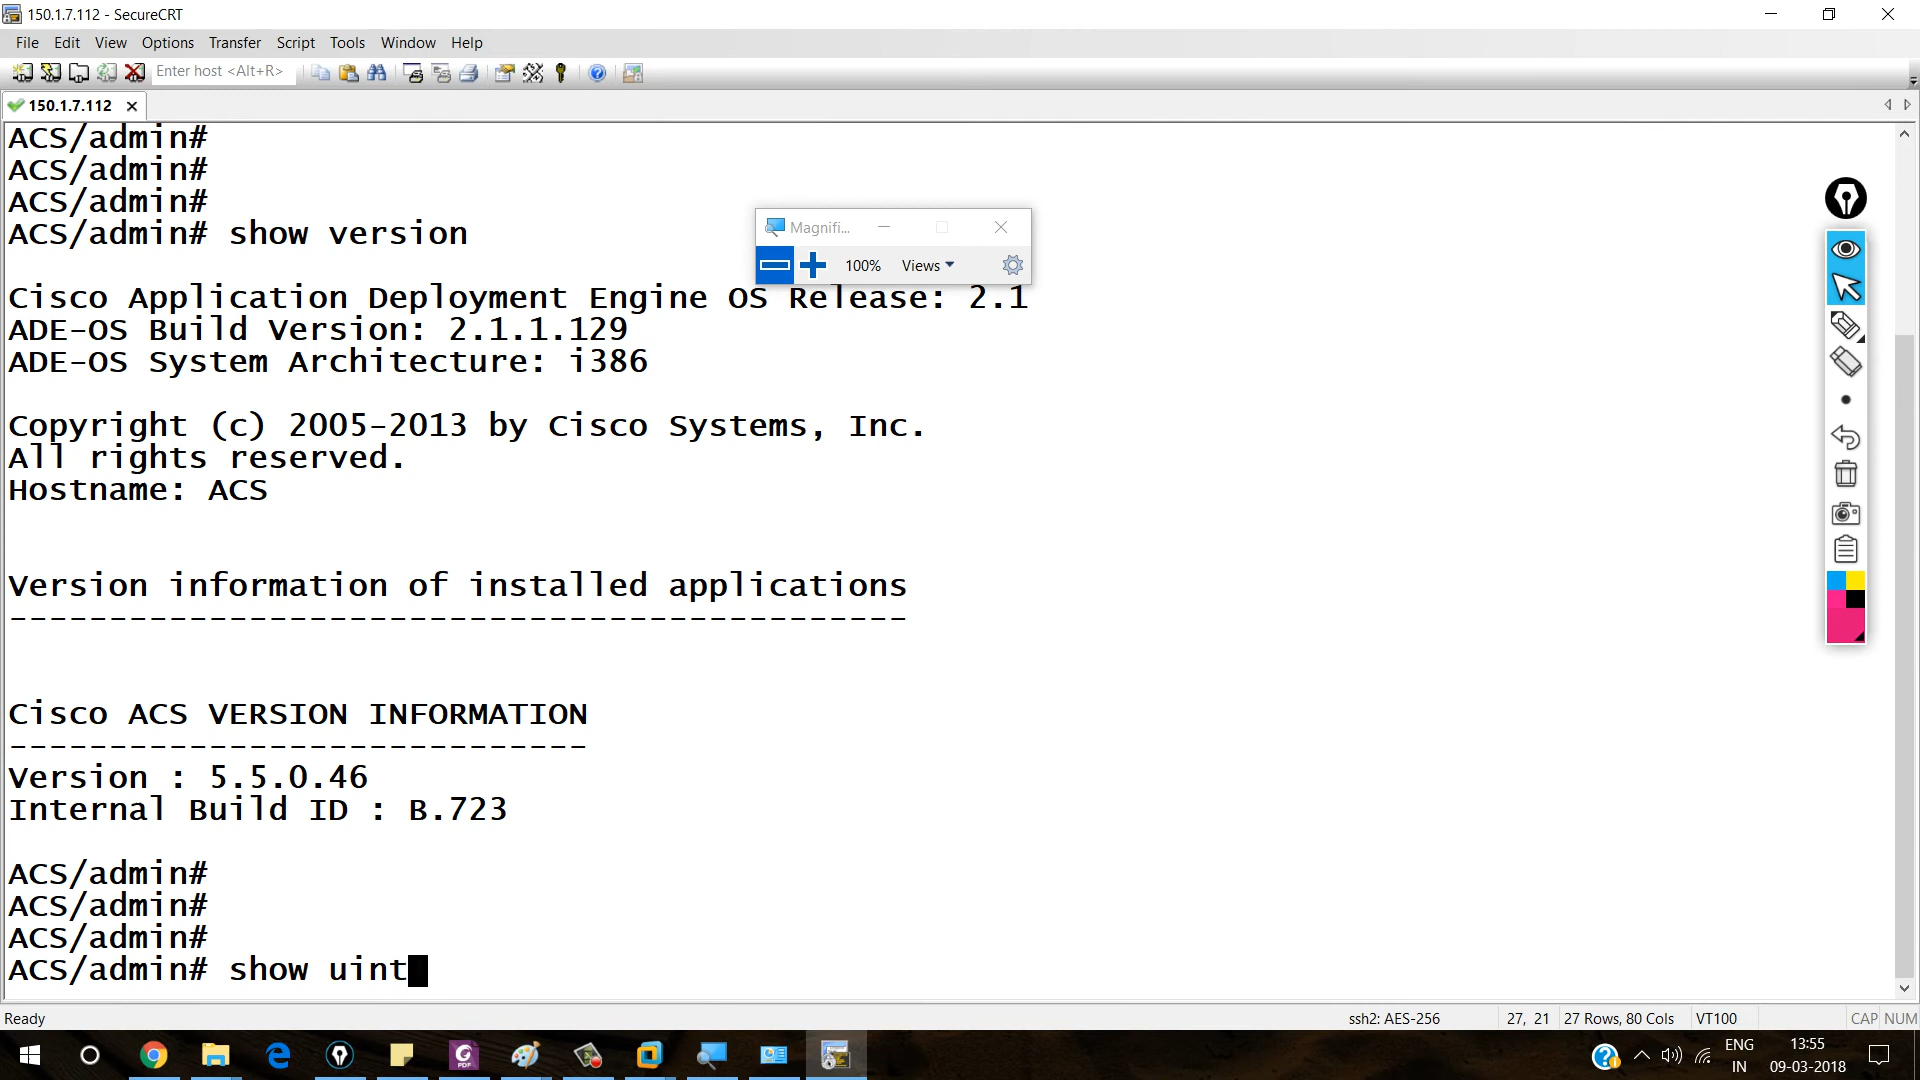 150.1.7.112 - SecureCRT
File Edit View Options Transfer Script Tools Window Help
Enter host <Alt+R>
150.1.7.112
ACS/admin#
ACS/admin#
ACS/admin#
ACS/admin# show version
Magnifi...
100% Views
Cisco Application Deployment Engine OS Release: 2.1
ADE-OS Build Version: 2.1.1.129
ADE-OS System Architecture: i386
Copyright (c) 2005-2013 by Cisco Systems, Inc.
All rights reserved.
Hostname: ACS
Version information of installed applications
---------------------------------------------
Cisco ACS VERSION INFORMATION
-----------------------------
Version : 5.5.0.46
Internal Build ID : B.723
ACS/admin#
ACS/admin#
ACS/admin#
ACS/admin# show uint
Ready ssh2: AES-256 27, 21 27 Rows, 80 Cols VT100 CAP NUM
PDF
ENG 13:55
IN 09-03-2018